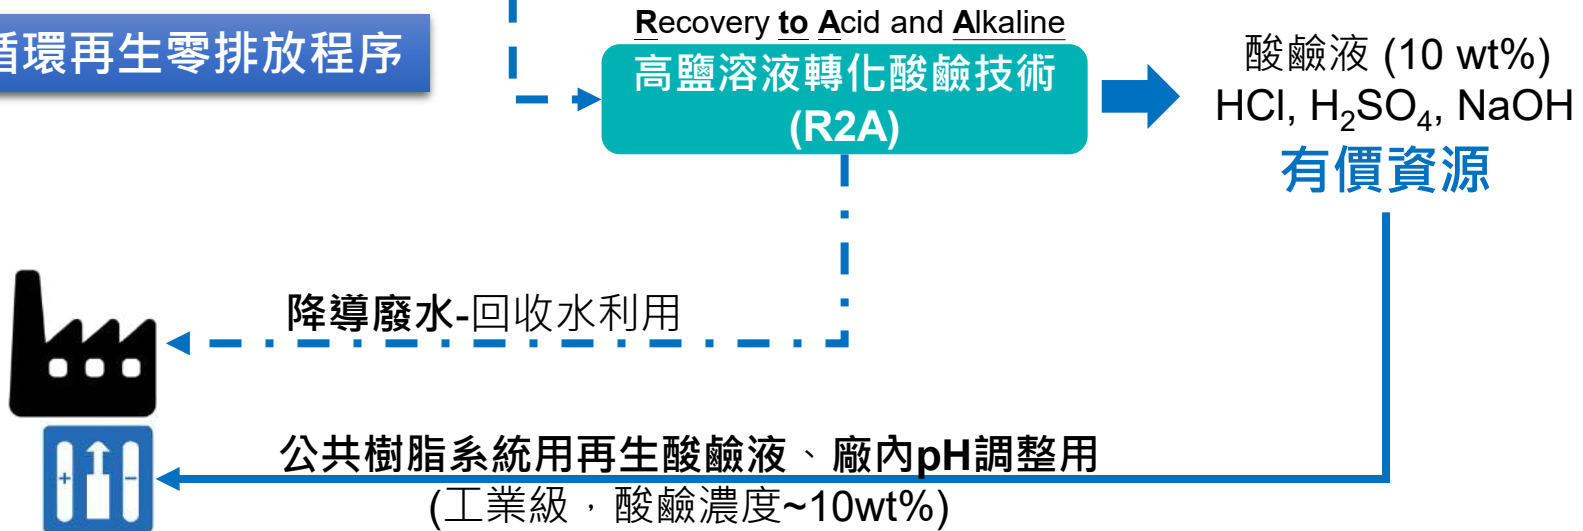 循環再生零排放程序
Recovery to Acid and Alkaline
高鹽溶液轉化酸鹼技術
(R2A)
酸鹼液 (10 wt%)
HCl, H₂SO₄, NaOH
有價資源
降導廢水-回收水利用
公共樹脂系統用再生酸鹼液、廠內pH調整用
(工業級,酸鹼濃度~10wt%)
+ -